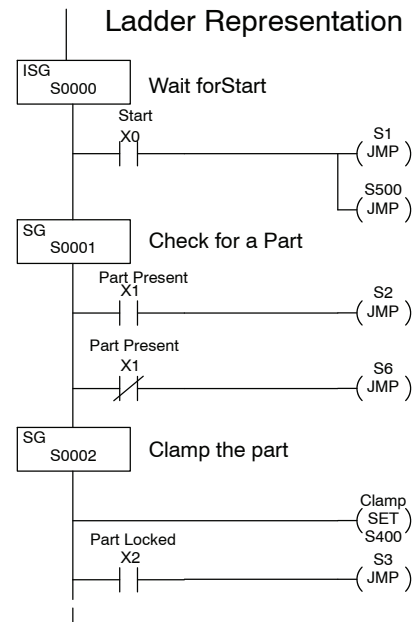 Ladder Representation
ISG
S0000
Wait forStart
Start
X0
S1
JMP
S500
JMP
SG
S0001
Check for a Part
Part Present
X1
S2
JMP
Part Present
X1
S6
JMP
SG
S0002
Clamp the part
Clamp
SET
S400
Part Locked
X2
S3
JMP